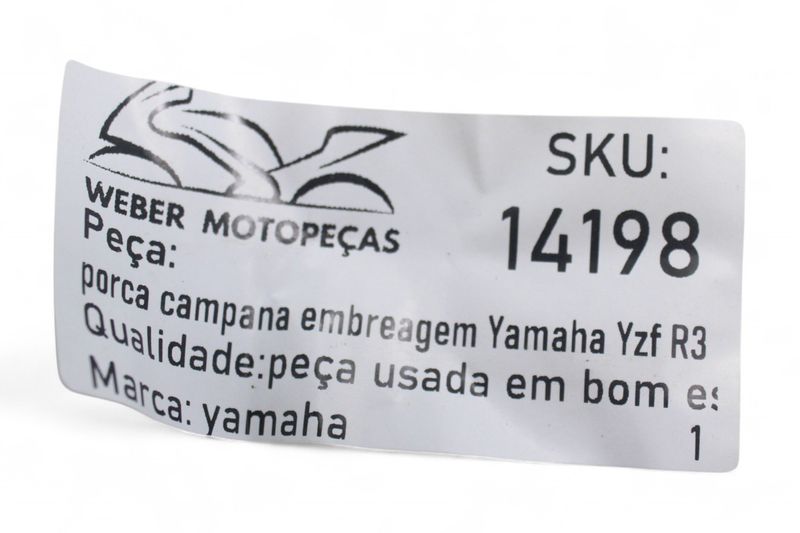 WEBER MOTOPEÇAS
SKU:
14198
Peça:
porca campana embreagem Yamaha Yzf R3
Qualidade:peça usada em bom
Marca: yamaha
1